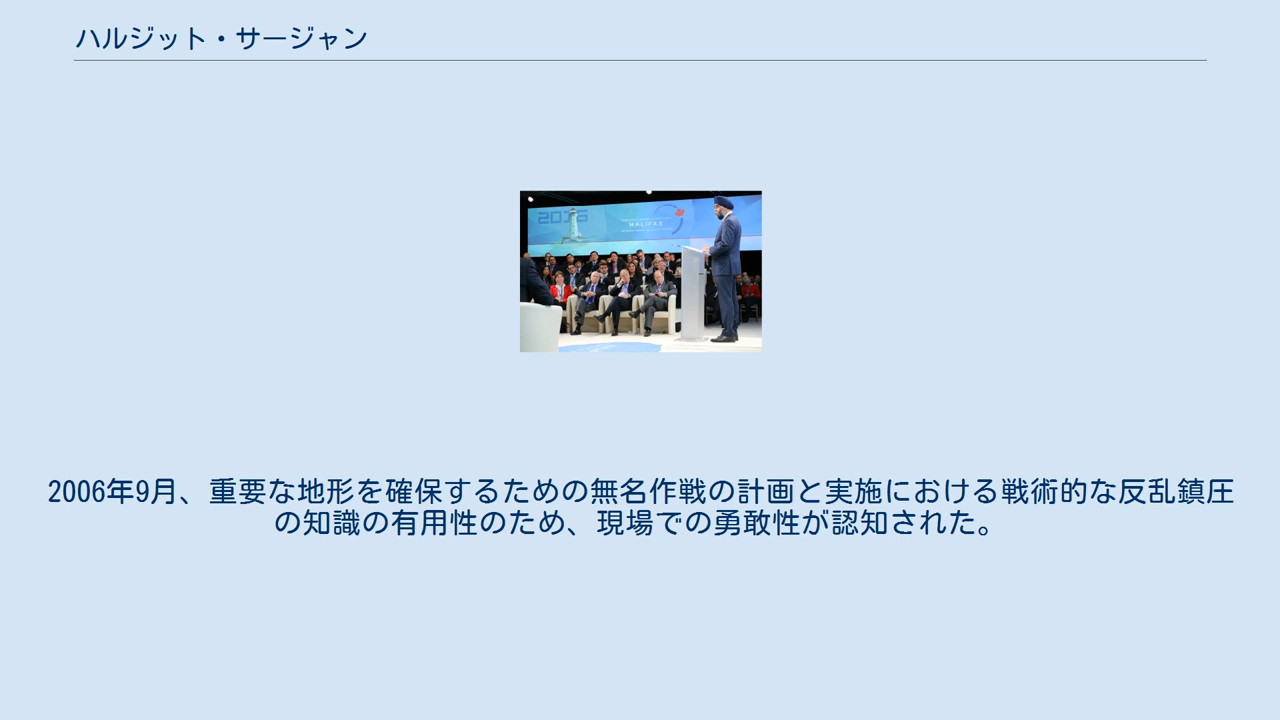 ハルジット・サージャン
2016
HALIFAX
2006年9月、重要な地形を確保するための無名作戦の計画と実施における戦術的な反乱鎮圧
の知識の有用性のため、現場での勇敢性が認知された。